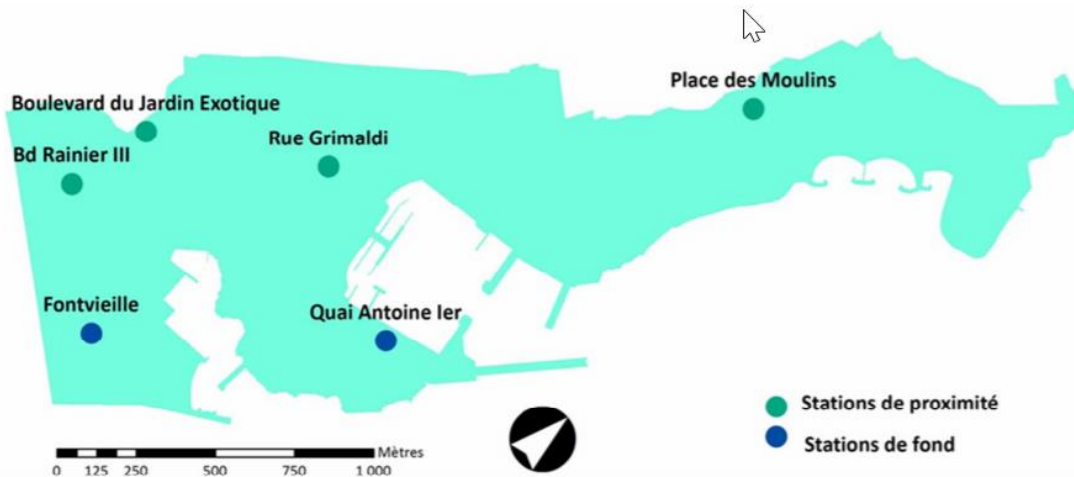 Place des Moulins
Boulevard du Jardin Exotique
Rue Grimaldi
Bd Rainier III
Fontvieille
Quai Antoine Ier
Stations de proximité
Stations de fond
Mètres
0 125 250 500 750 1 000